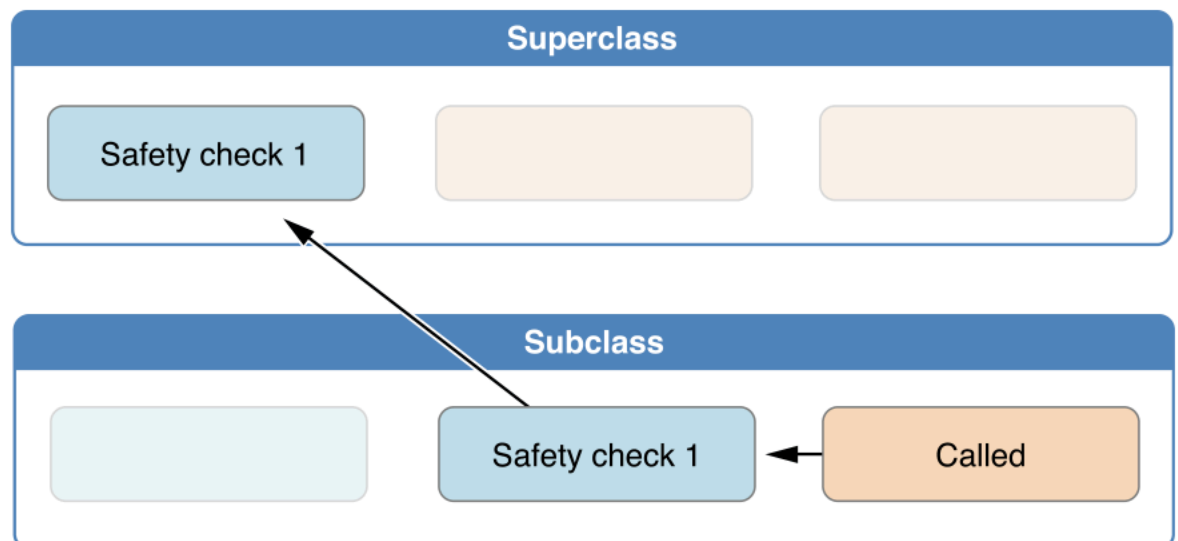 Superclass
Safety check 1
Subclass
Safety check 1
Called